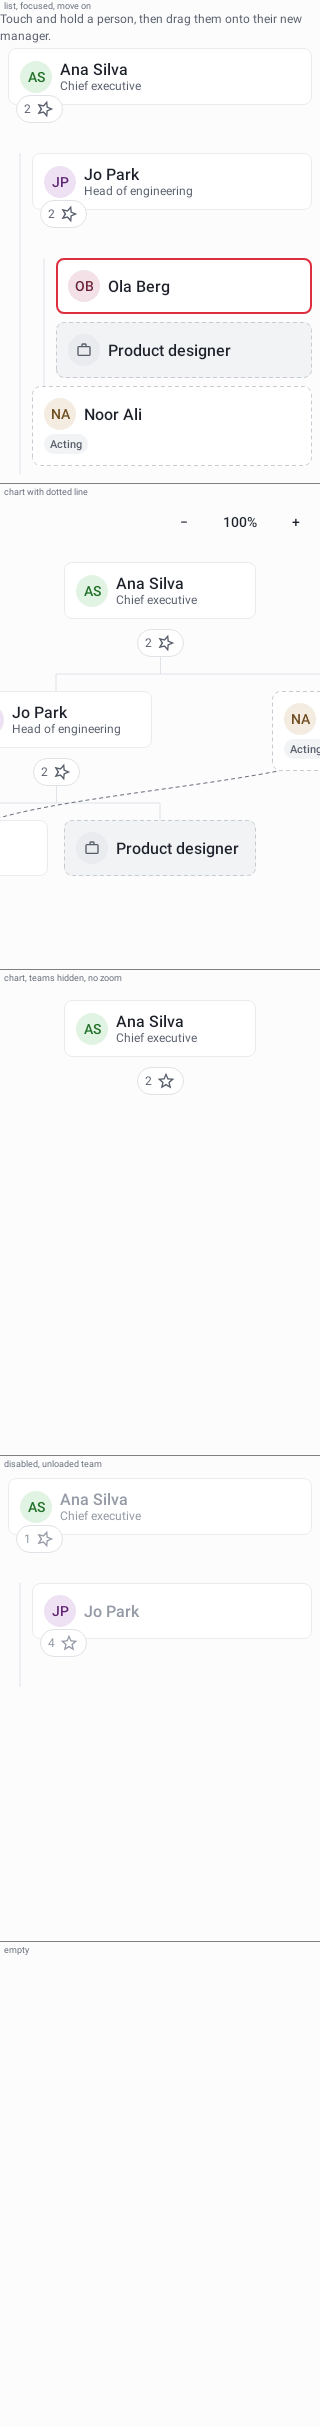 list, focused, move on
Touch and hold a person, then drag them onto their new
manager.
AS
Ana Silva
Chief executive
2
JP
Jo Park
Head of engineering
2
OB
Ola Berg
Product designer
NA
Noor Ali
Acting
chart with dotted line
−
100%
+
AS
Ana Silva
Chief executive
2
Jo Park
Head of engineering
NA
Acting
2
Product designer
chart, teams hidden, no zoom
AS
Ana Silva
Chief executive
2
disabled, unloaded team
AS
Ana Silva
Chief executive
1
JP
Jo Park
4
empty